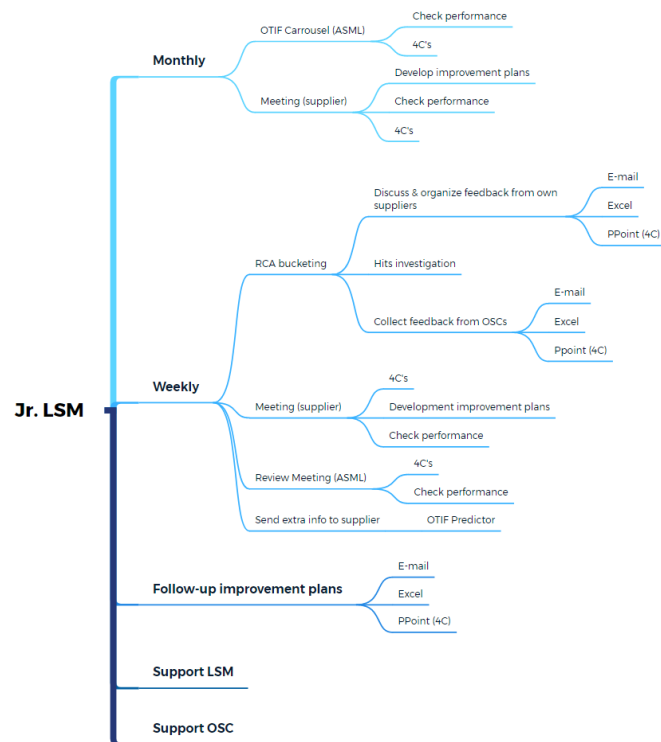 Jr. LSM
Monthly
OTIF Carrousel (ASML)
Check performance
4C's
Meeting (supplier)
Develop improvement plans
Check performance
4C's
Weekly
RCA bucketing
Discuss & organize feedback from own
suppliers
E-mail
Excel
PPoint (4C)
Hits investigation
Collect feedback from OSCs
E-mail
Excel
Ppoint (4C)
Meeting (supplier)
4C's
Development improvement plans
Check performance
Review Meeting (ASML)
4C's
Check performance
Send extra info to supplier
OTIF Predictor
Follow-up improvement plans
E-mail
Excel
PPoint (4C)
Support LSM
Support OSC